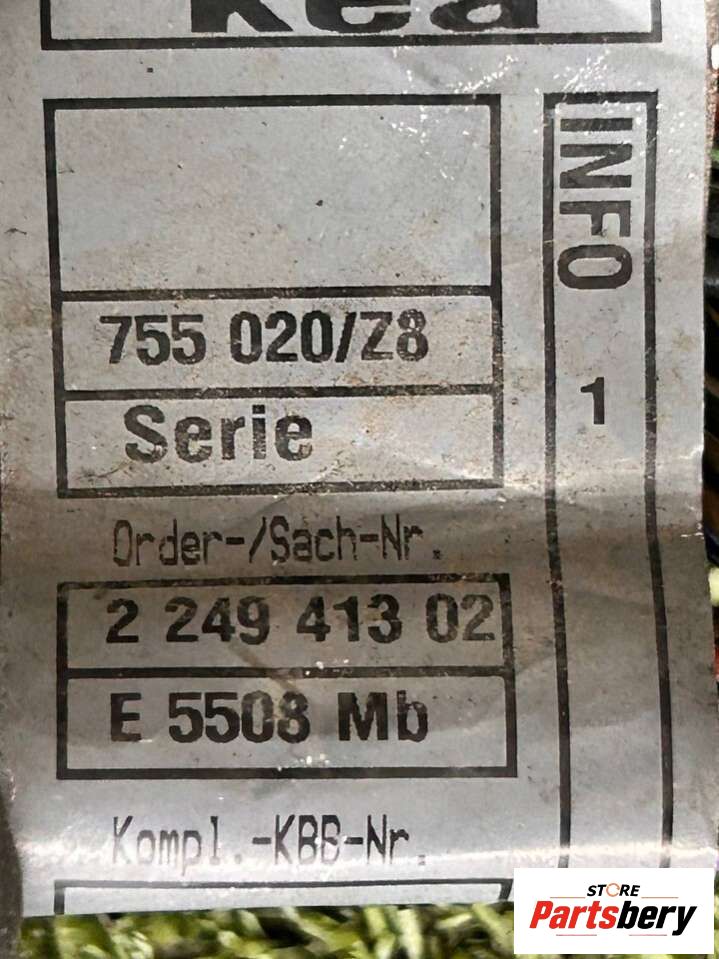 kea
INFO
1
755 020/Z8
Serie
Order-/Sach-Nr.
2 249 413 02
E 5508 Mb
Kompl.-KBB-Nr.
STORE
Partsbery